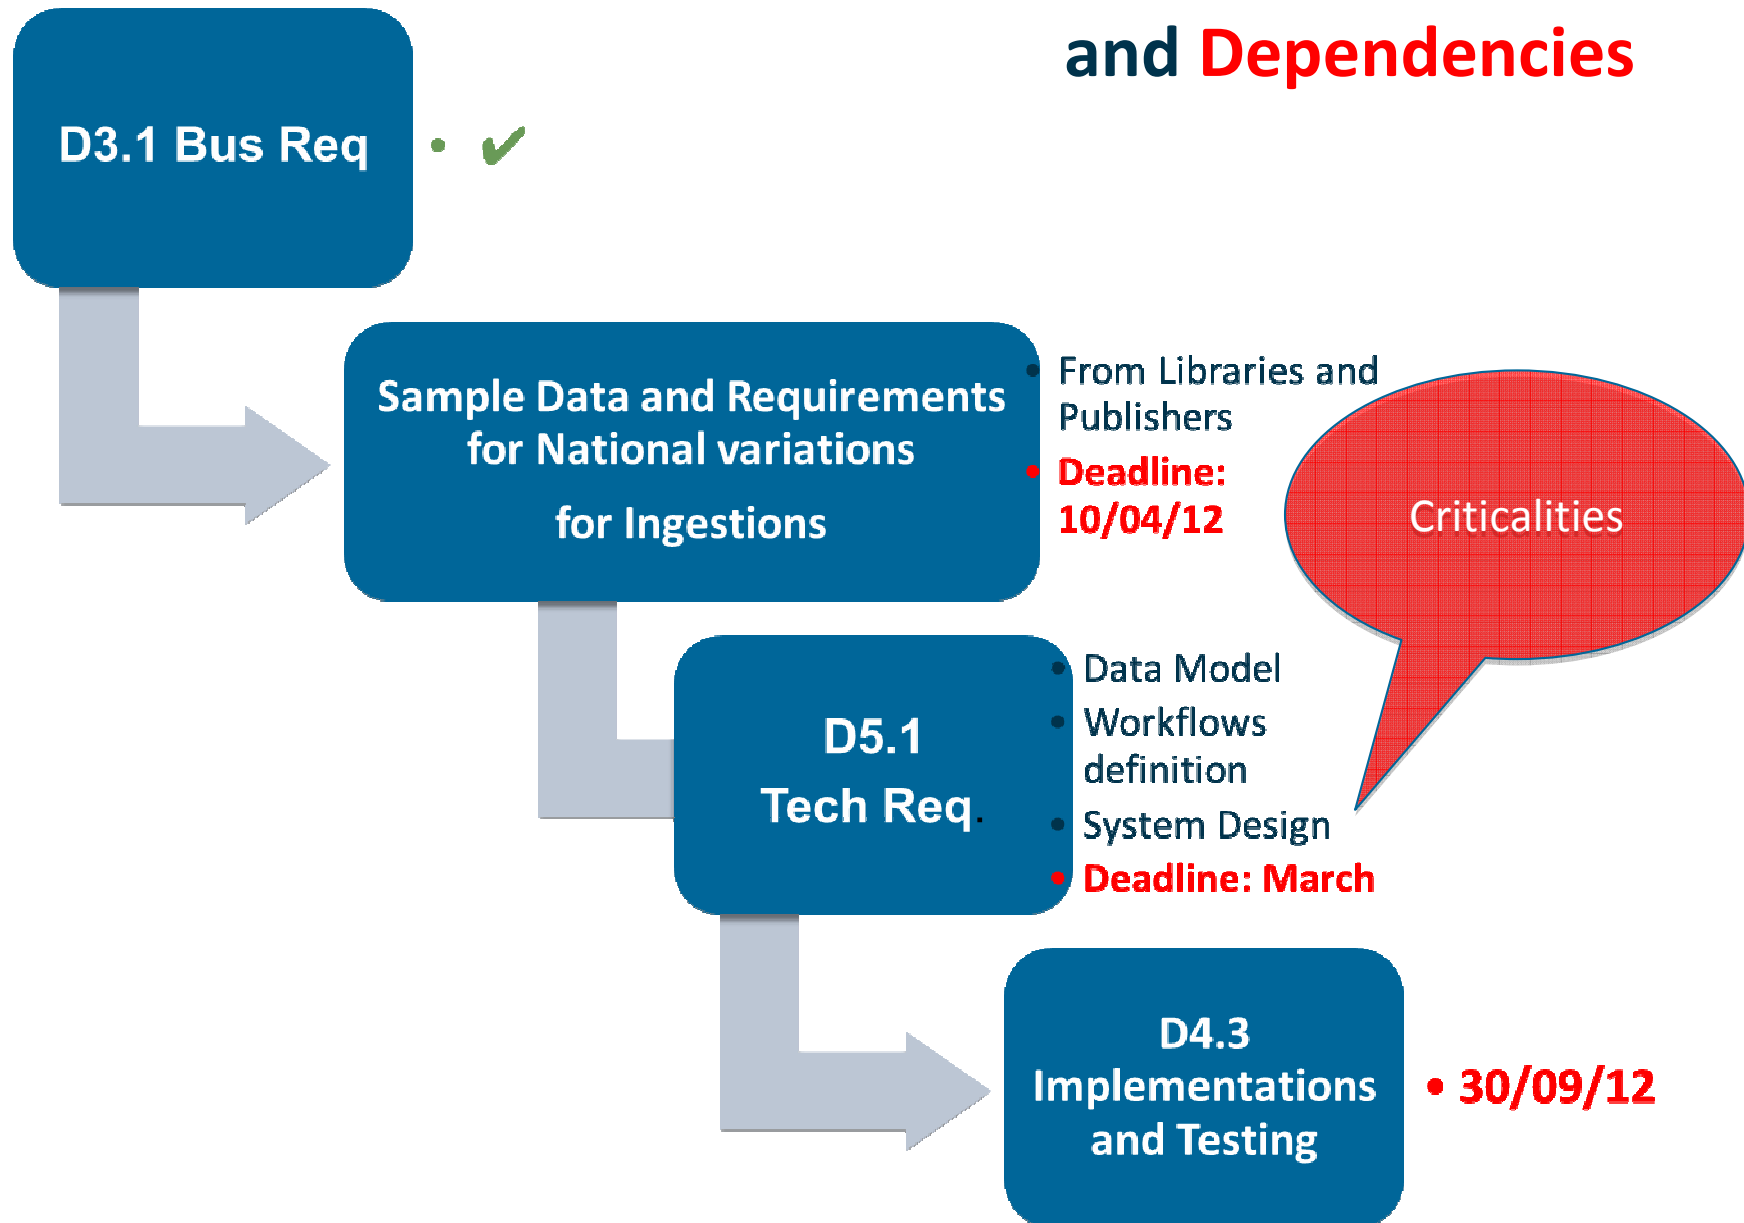 and Dependencies
D3.1 Bus Req
• ✔
Sample Data and Requirements
for National variations
for Ingestions
• From Libraries and
Publishers
• Deadline:
10/04/12
Criticalities
D5.1
Tech Req.
• Data Model
• Workflows
definition
• System Design
• Deadline: March
D4.3
Implementations
and Testing
• 30/09/12